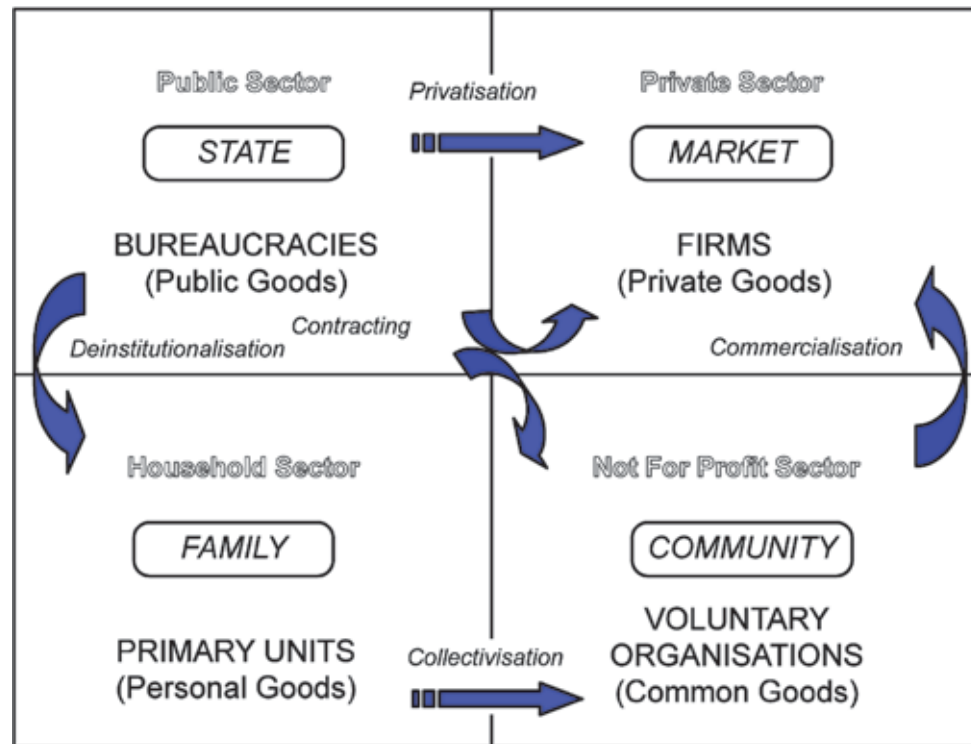 Public Sector
Privatisation
Private Sector
STATE
MARKET
BUREAUCRACIES
(Public Goods)
FIRMS
(Private Goods)
Contracting
Deinstitutionalisation
Commercialisation
Household Sector
Not For Profit Sector
FAMILY
COMMUNITY
PRIMARY UNITS
(Personal Goods)
Collectivisation
VOLUNTARY
ORGANISATIONS
(Common Goods)